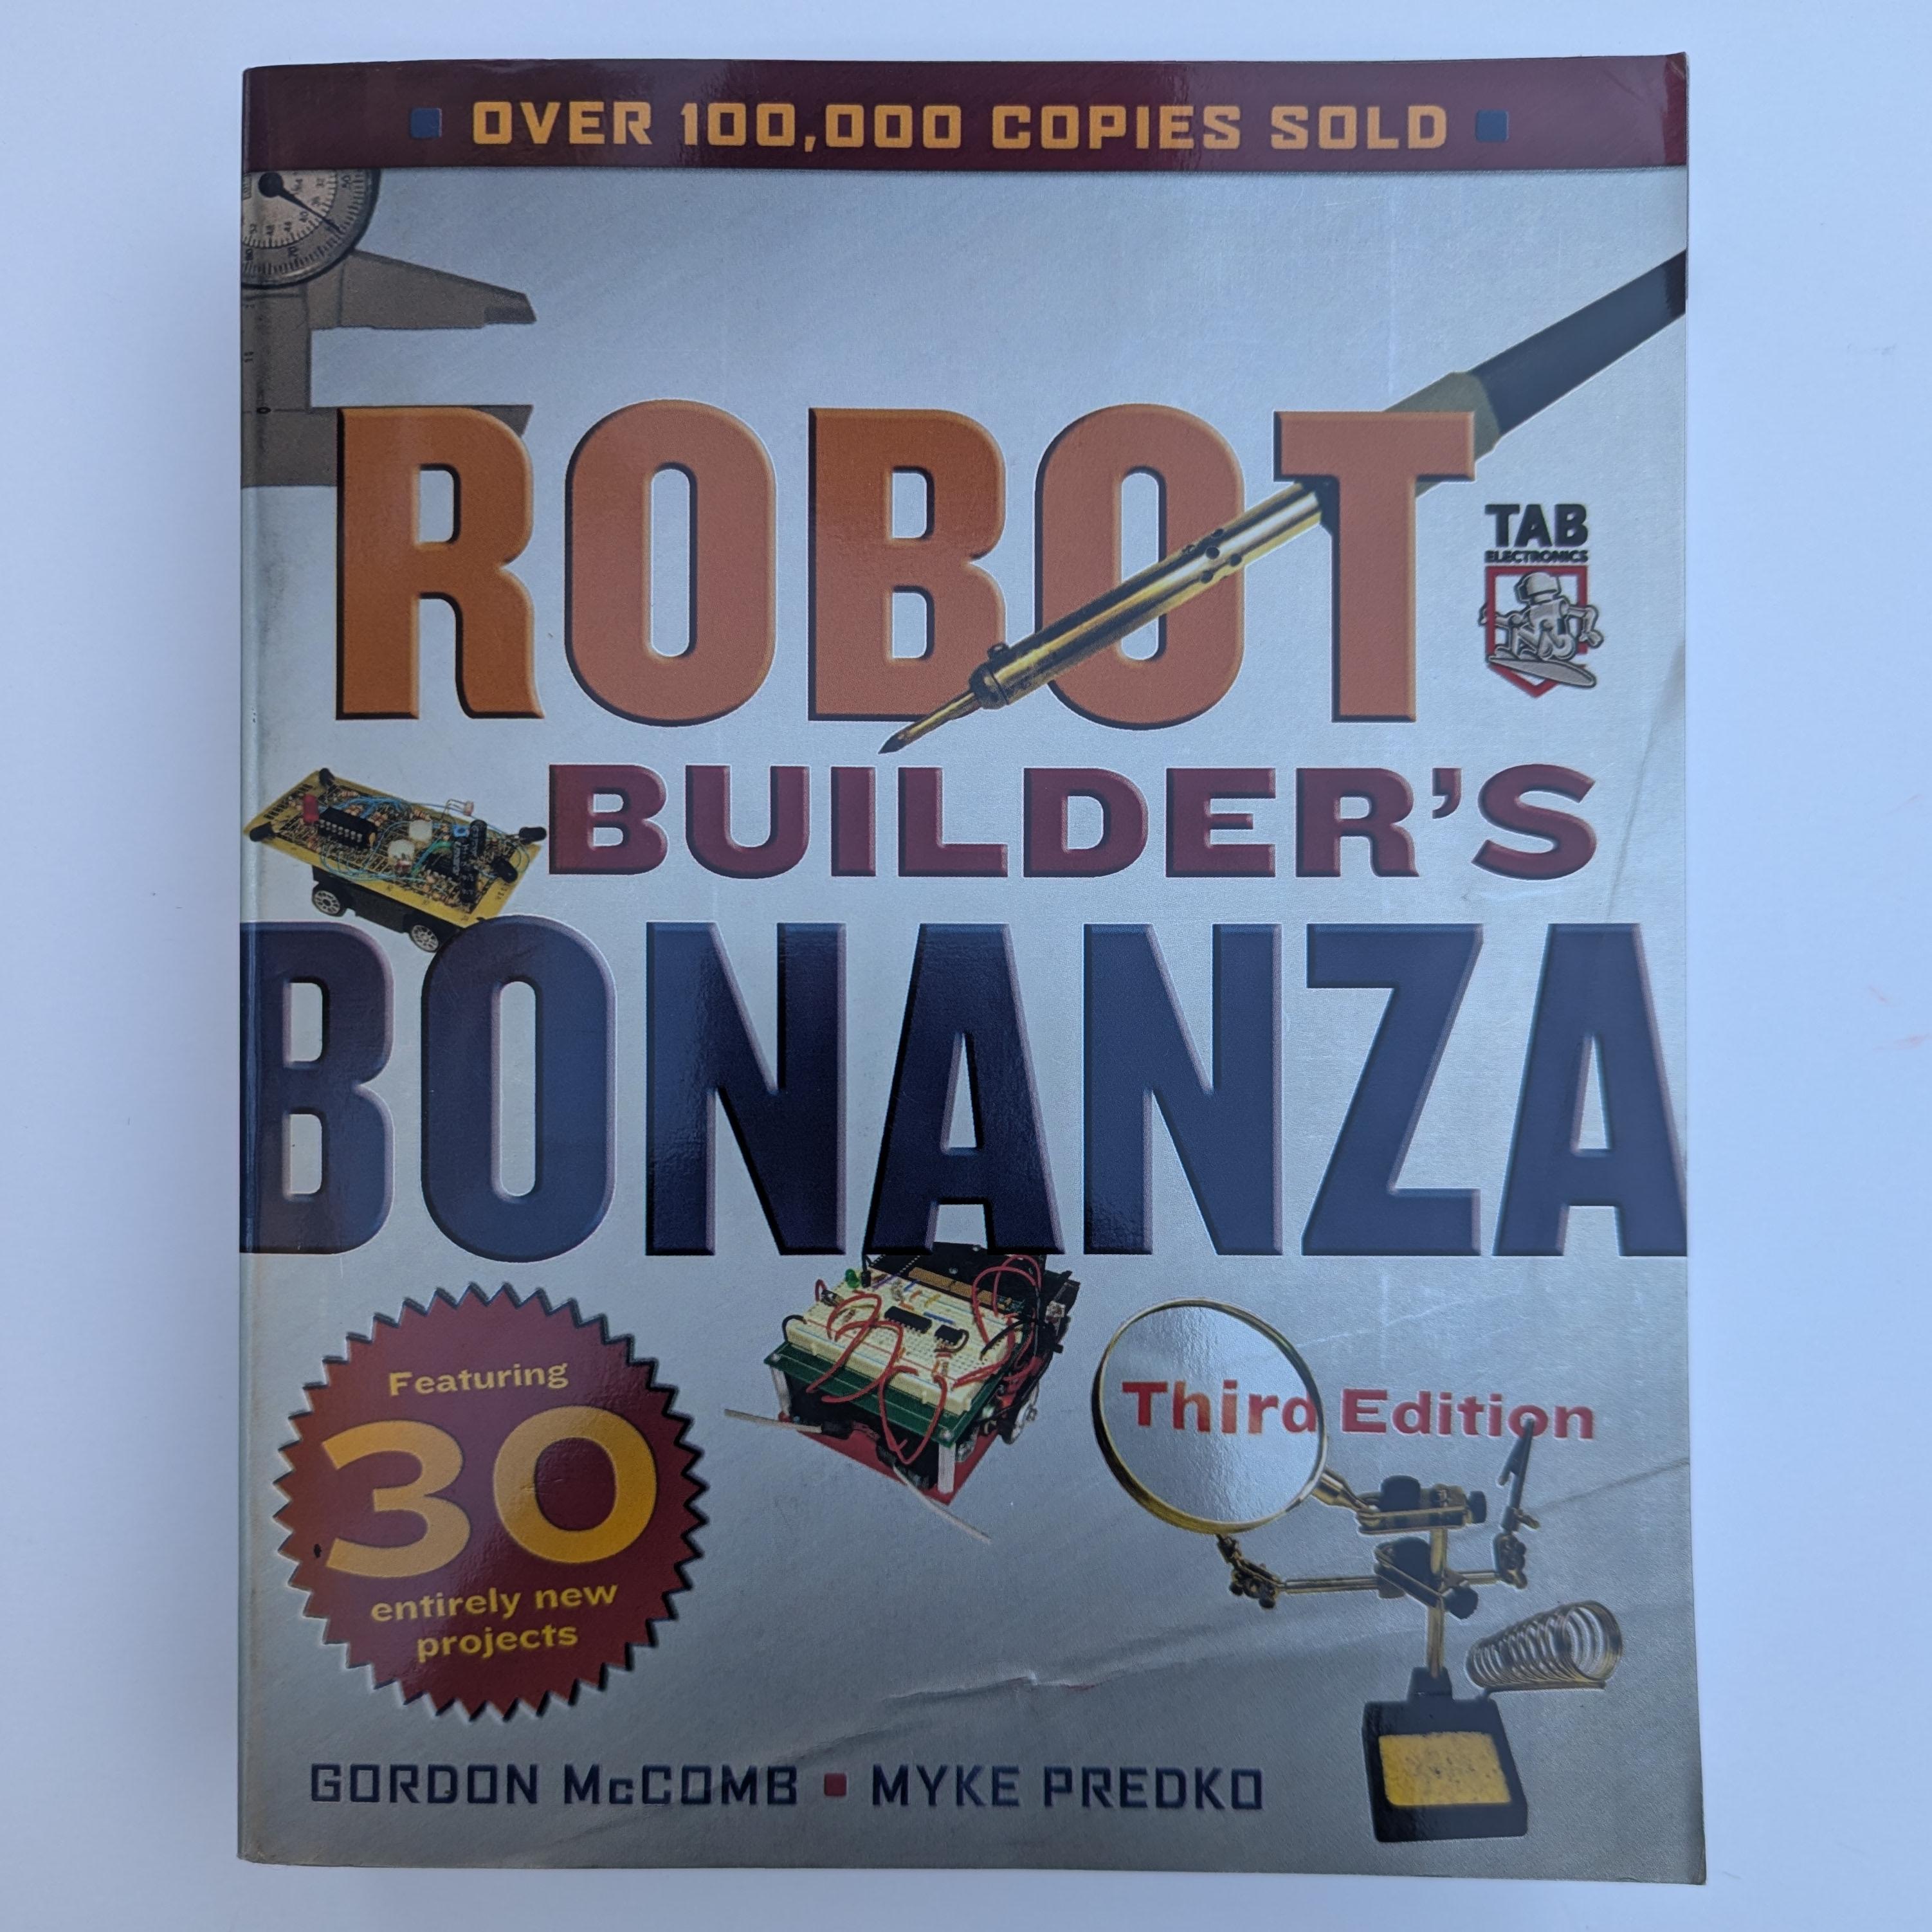 OVER 100,000 COPIES SOLD
ROBOT
TAB
ELECTRONICS
BUILDER'S
BONANZA
Featuring
30
entirely new
projects
Third Edition
GORDON McCOMB ▪ MYKE PREDKO